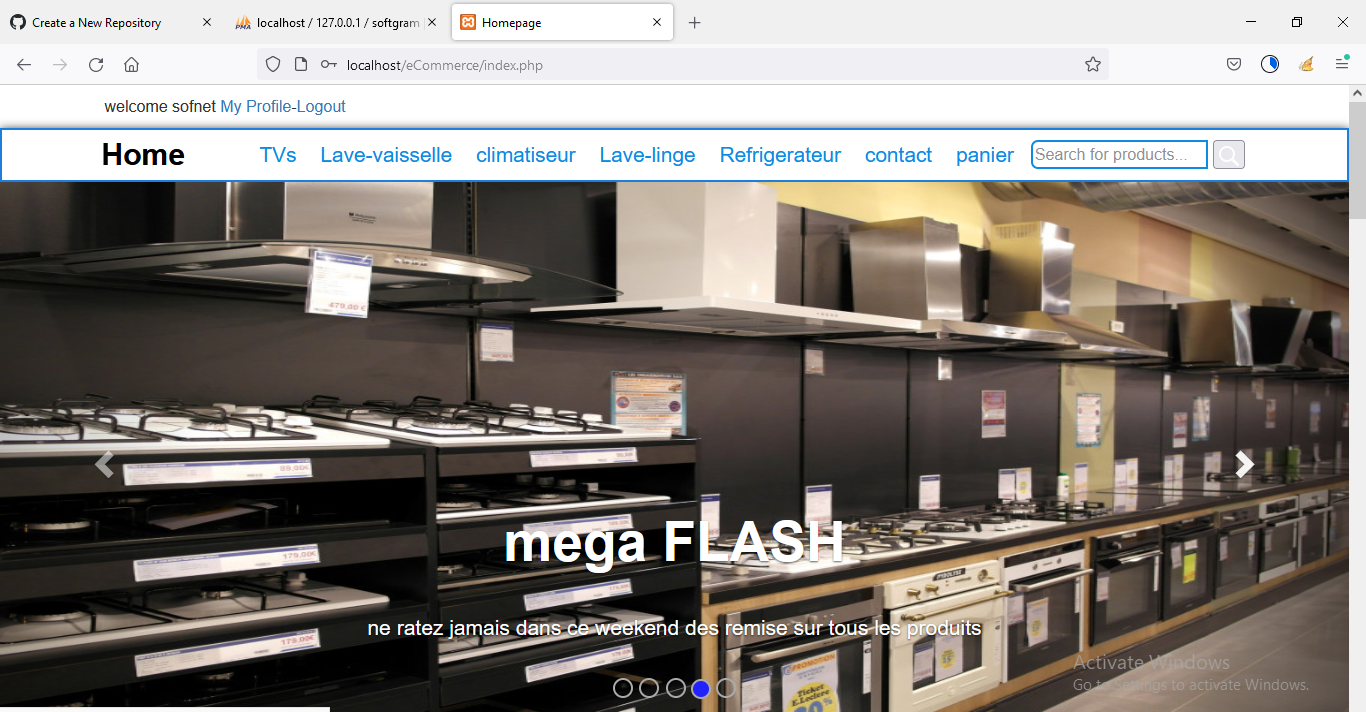 Create a New Repository
localhost / 127.0.0.1 / softgram
Homepage
localhost/eCommerce/index.php
welcome sofnet My Profile-Logout
Home TVs Lave-vaisselle climatiseur Lave-linge Refrigerateur contact panier Search for products...
479.00 €
89,00€
179,00€
179,00€
mega FLASH
ne ratez jamais dans ce weekend des remise sur tous les produits
PROMOTION
Ticket
E.Leclerc
Activate Windows
Go to Settings to activate Windows.